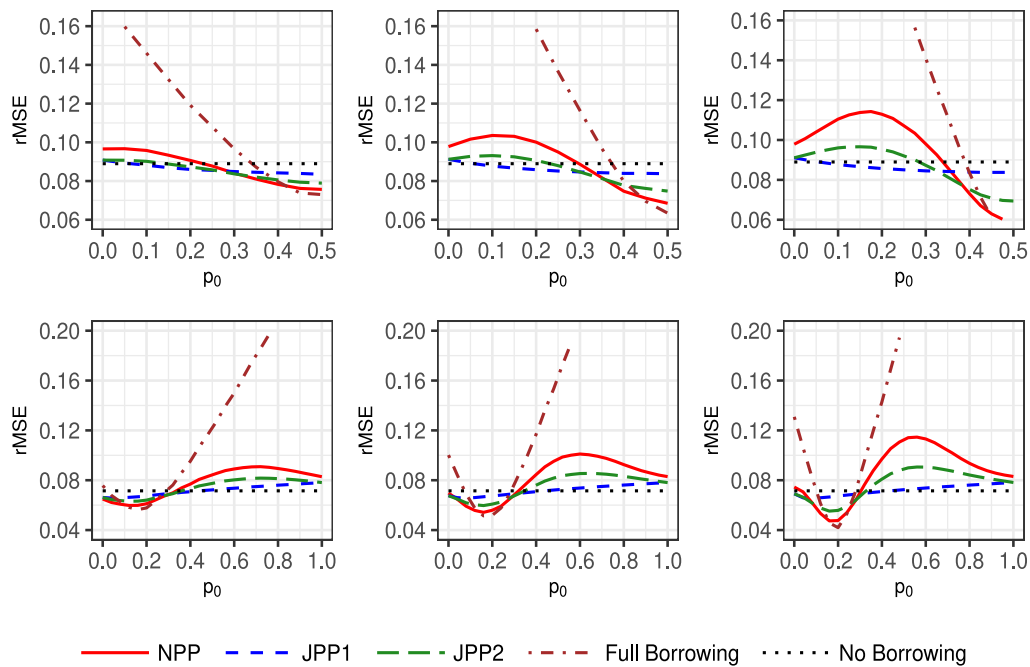 0.16 0.16 0.16
0.14 0.14 0.14
rMSE 0.12 rMSE 0.12 rMSE 0.12
0.10 0.10 0.10
0.08 0.08 0.08
0.06 0.06 0.06
0.0 0.1 0.2 0.3 0.4 0.5 0.0 0.1 0.2 0.3 0.4 0.5 0.0 0.1 0.2 0.3 0.4 0.5
p0 p0 p0
0.20 0.20 0.20
0.16 0.16 0.16
rMSE 0.12 rMSE 0.12 rMSE 0.12
0.08 0.08 0.08
0.04 0.04 0.04
0.0 0.2 0.4 0.6 0.8 1.0 0.0 0.2 0.4 0.6 0.8 1.0 0.0 0.2 0.4 0.6 0.8 1.0
p0 p0 p0
NPP JPP1 JPP2 Full Borrowing No Borrowing